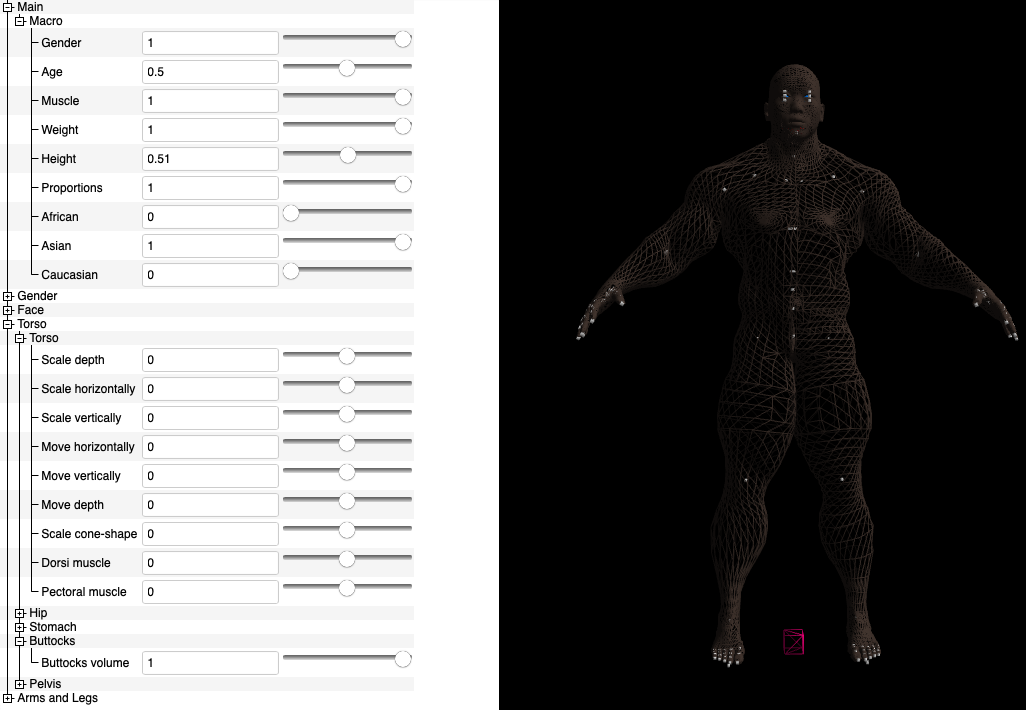 Main
Macro
Gender 1
Age 0.5
Muscle 1
Weight 1
Height 0.51
Proportions 1
African 0
Asian 1
Caucasian 0
Gender
Face
Torso
Torso
Scale depth 0
Scale horizontally 0
Scale vertically 0
Move horizontally 0
Move vertically 0
Move depth 0
Scale cone-shape 0
Dorsi muscle 0
Pectoral muscle 0
Hip
Stomach
Buttocks
Buttocks volume 1
Pelvis
Arms and Legs